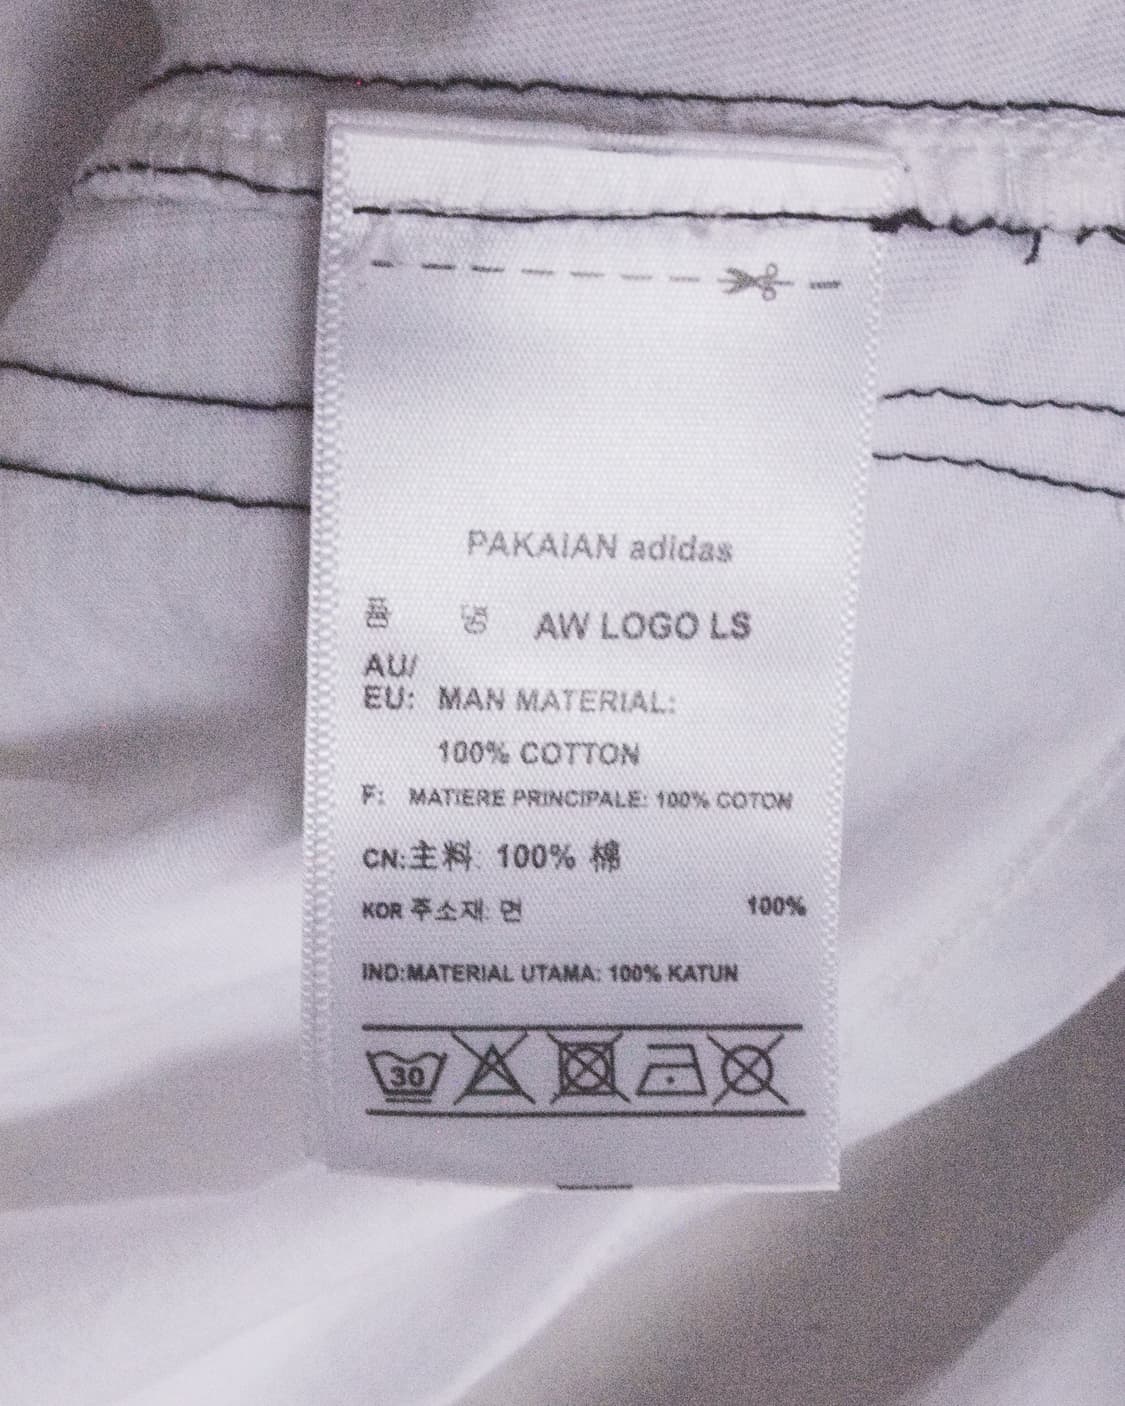 PAKAIAN adidas
품 명 AW LOGO LS
AU/
EU: MAN MATERIAL:
100% COTTON
F: MATIERE PRINCIPALE: 100% COTON
CN:主料: 100% 棉
KOR 주소재: 면 100%
IND:MATERIAL UTAMA: 100% KATUN
30